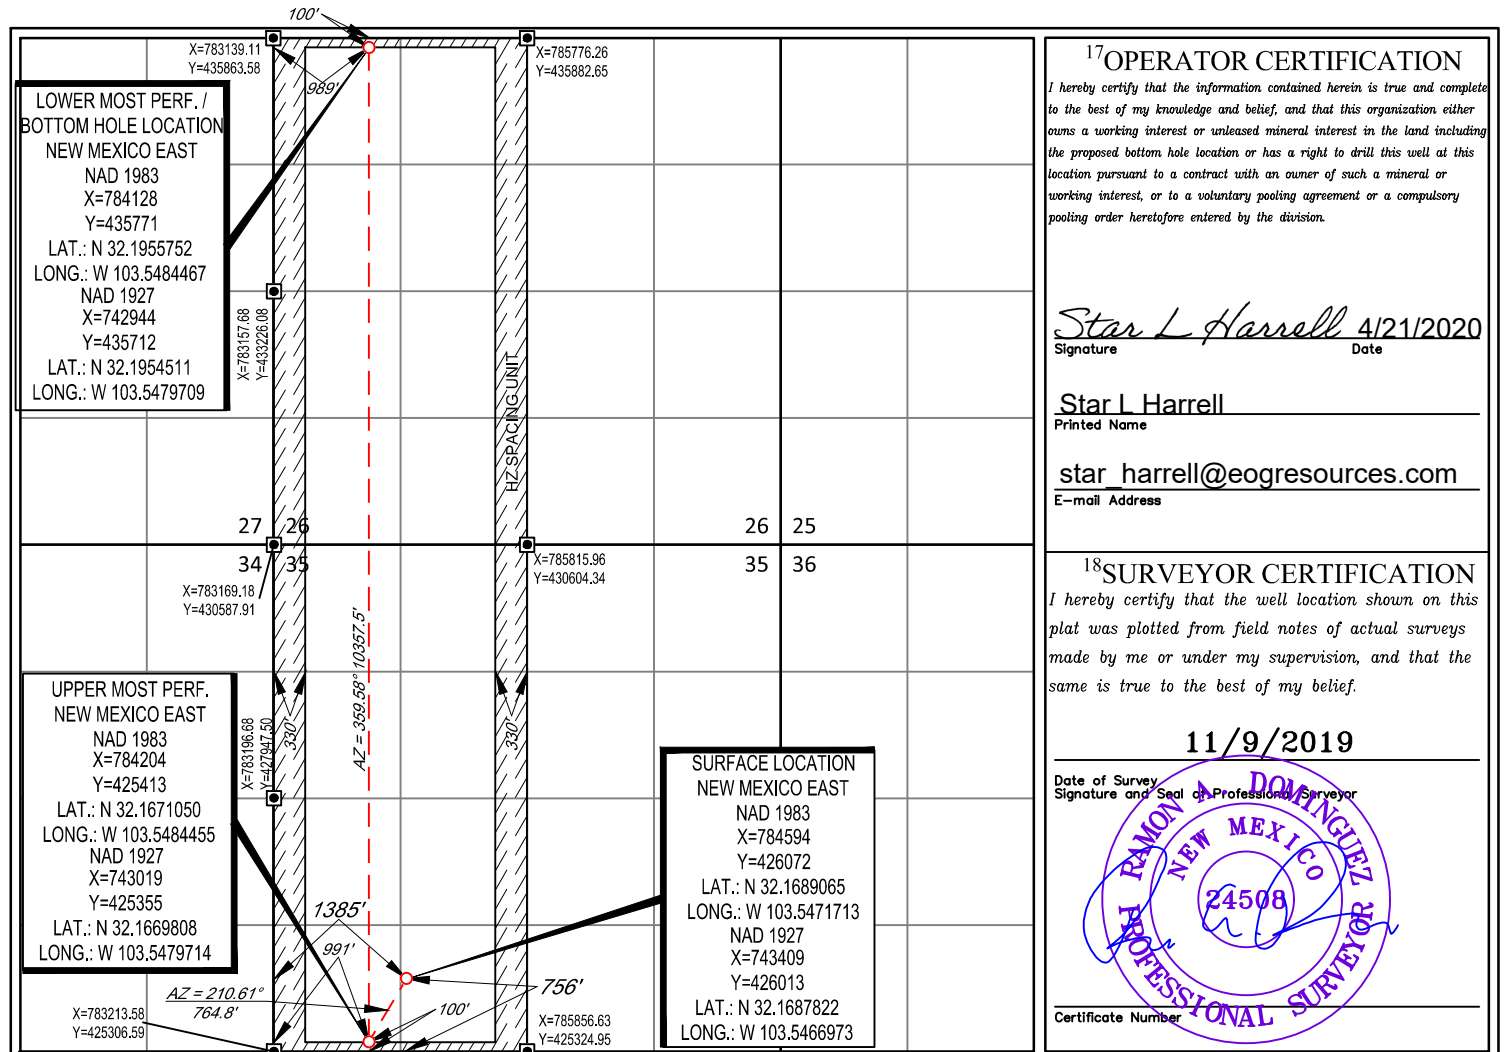 100'
X=783139.11
Y=435863.58
X=785776.26
Y=435882.65
989'
LOWER MOST PERF. /
BOTTOM HOLE LOCATION
NEW MEXICO EAST
NAD 1983
X=784128
Y=435771
LAT.: N 32.1955752
LONG.: W 103.5484467
NAD 1927
X=742944
Y=435712
LAT.: N 32.1954511
LONG.: W 103.5479709
X=783157.68
Y=433226.08
HZ SPACING UNIT
27 26
34 35
26 25
35 36
X=783169.18
Y=430587.91
X=785815.96
Y=430604.34
AZ = 359.58° 10357.5'
UPPER MOST PERF.
NEW MEXICO EAST
NAD 1983
X=784204
Y=425413
LAT.: N 32.1671050
LONG.: W 103.5484455
NAD 1927
X=743019
Y=425355
LAT.: N 32.1669808
LONG.: W 103.5479714
X=783196.68
Y=427947.50
330'
330'
SURFACE LOCATION
NEW MEXICO EAST
NAD 1983
X=784594
Y=426072
LAT.: N 32.1689065
LONG.: W 103.5471713
NAD 1927
X=743409
Y=426013
LAT.: N 32.1687822
LONG.: W 103.5466973
1385'
991'
AZ = 210.61°
764.8'
756'
100'
X=783213.58
Y=425306.59
X=785856.63
Y=425324.95
17 OPERATOR CERTIFICATION
I hereby certify that the information contained herein is true and complete
to the best of my knowledge and belief, and that this organization either
owns a working interest or unleased mineral interest in the land including
the proposed bottom hole location or has a right to drill this well at this
location pursuant to a contract with an owner of such a mineral or
working interest, or to a voluntary pooling agreement or a compulsory
pooling order heretofore entered by the division.
Star L Harrell 4/21/2020
Signature Date
Star L Harrell
Printed Name
star_harrell@eogresources.com
E-mail Address
18 SURVEYOR CERTIFICATION
I hereby certify that the well location shown on this
plat was plotted from field notes of actual surveys
made by me or under my supervision, and that the
same is true to the best of my belief.
11/9/2019
Date of Survey
Signature and Seal of Professional Surveyor
RAMON A. DOMINGUEZ
NEW MEXICO
24508
PROFESSIONAL SURVEYOR
Certificate Number